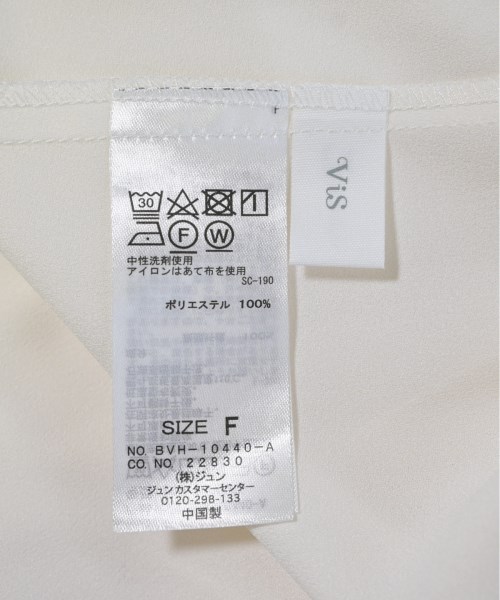 ViS
30
F W
中性洗剤使用
アイロンはあて布を使用
SC-190
ポリエステル 100%
SIZE F
NO. BVH-10440-A
CO. NO. 22830
(株)ジュン
ジュン カスタマーセンター
0120-298-133
中国製